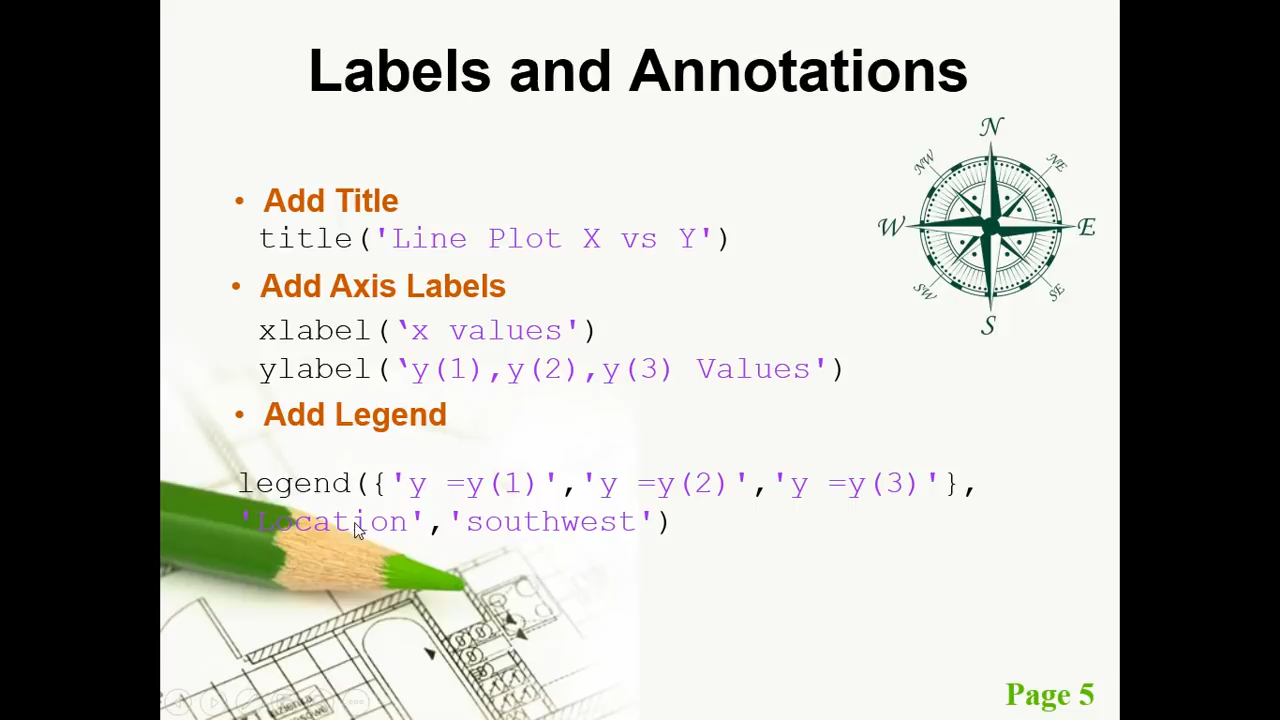 Labels and Annotations
N
NW
NE
• Add Title
title('Line Plot X vs Y')
W
E
• Add Axis Labels
SW
SE
xlabel(‘x values')
S
ylabel(‘y(1),y(2),y(3) Values')
• Add Legend
legend({'y =y(1)','y =y(2)','y =y(3)'},
'Location','southwest')
Page 5